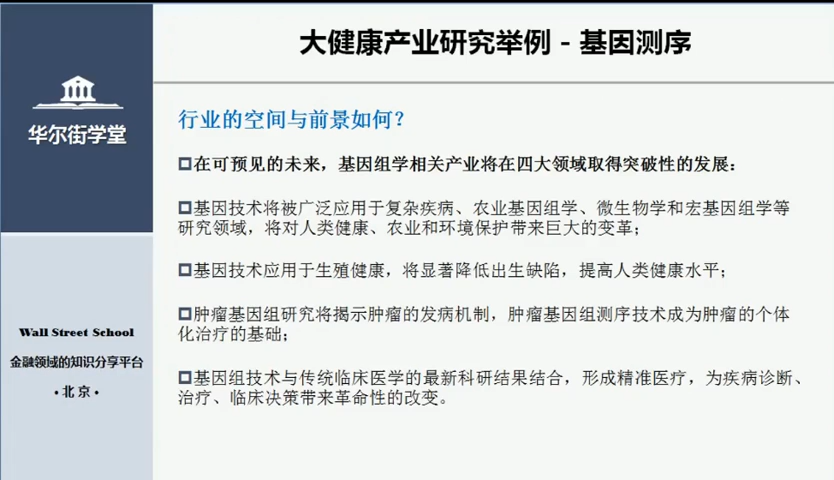 大健康产业研究举例 - 基因测序
华尔街学堂
行业的空间与前景如何？
在可预见的未来，基因组学相关产业将在四大领域取得突破性的发展：
基因技术将被广泛应用于复杂疾病、农业基因组学、微生物学和宏基因组学等
研究领域，将对人类健康、农业和环境保护带来巨大的变革；
基因技术应用于生殖健康，将显著降低出生缺陷，提高人类健康水平；
肿瘤基因组研究将揭示肿瘤的发病机制，肿瘤基因组测序技术成为肿瘤的个体
化治疗的基础；
基因组技术与传统临床医学的最新科研结果结合，形成精准医疗，为疾病诊断、
治疗、临床决策带来革命性的改变。
Wall Street School
金融领域的知识分享平台
·北京·